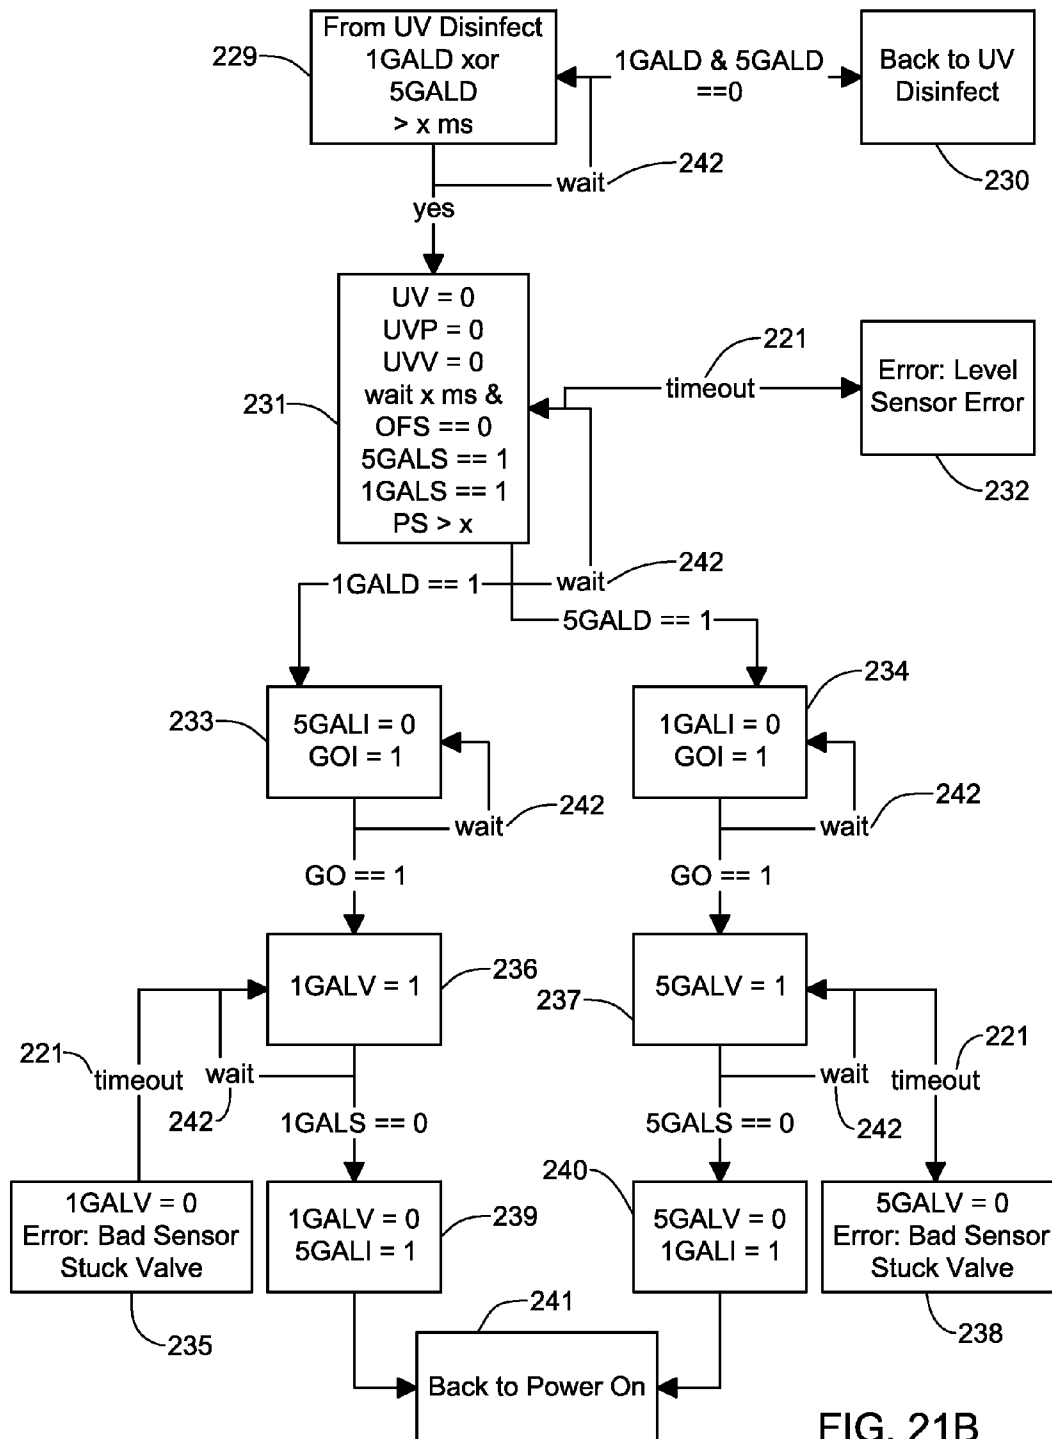 From UV Disinfect
1GALD xor
5GALD
> x ms
229
1GALD & 5GALD
==0
Back to UV
Disinfect
230
wait
242
yes
UV = 0
UVP = 0
UVV = 0
wait x ms &
OFS == 0
5GALS == 1
1GALS == 1
PS > x
231
221
timeout
Error: Level
Sensor Error
232
wait
242
1GALD == 1
5GALD == 1
233
5GALI = 0
GOI = 1
wait
242
234
1GALI = 0
GOI = 1
wait
242
GO == 1
GO == 1
1GALV = 1
236
5GALV = 1
237
221
timeout
wait
242
1GALS == 0
5GALS == 0
wait
242
221
timeout
1GALV = 0
Error: Bad Sensor
Stuck Valve
235
1GALV = 0
5GALI = 1
239
240
5GALV = 0
1GALI = 1
5GALV = 0
Error: Bad Sensor
Stuck Valve
238
241
Back to Power On
FIG. 21B